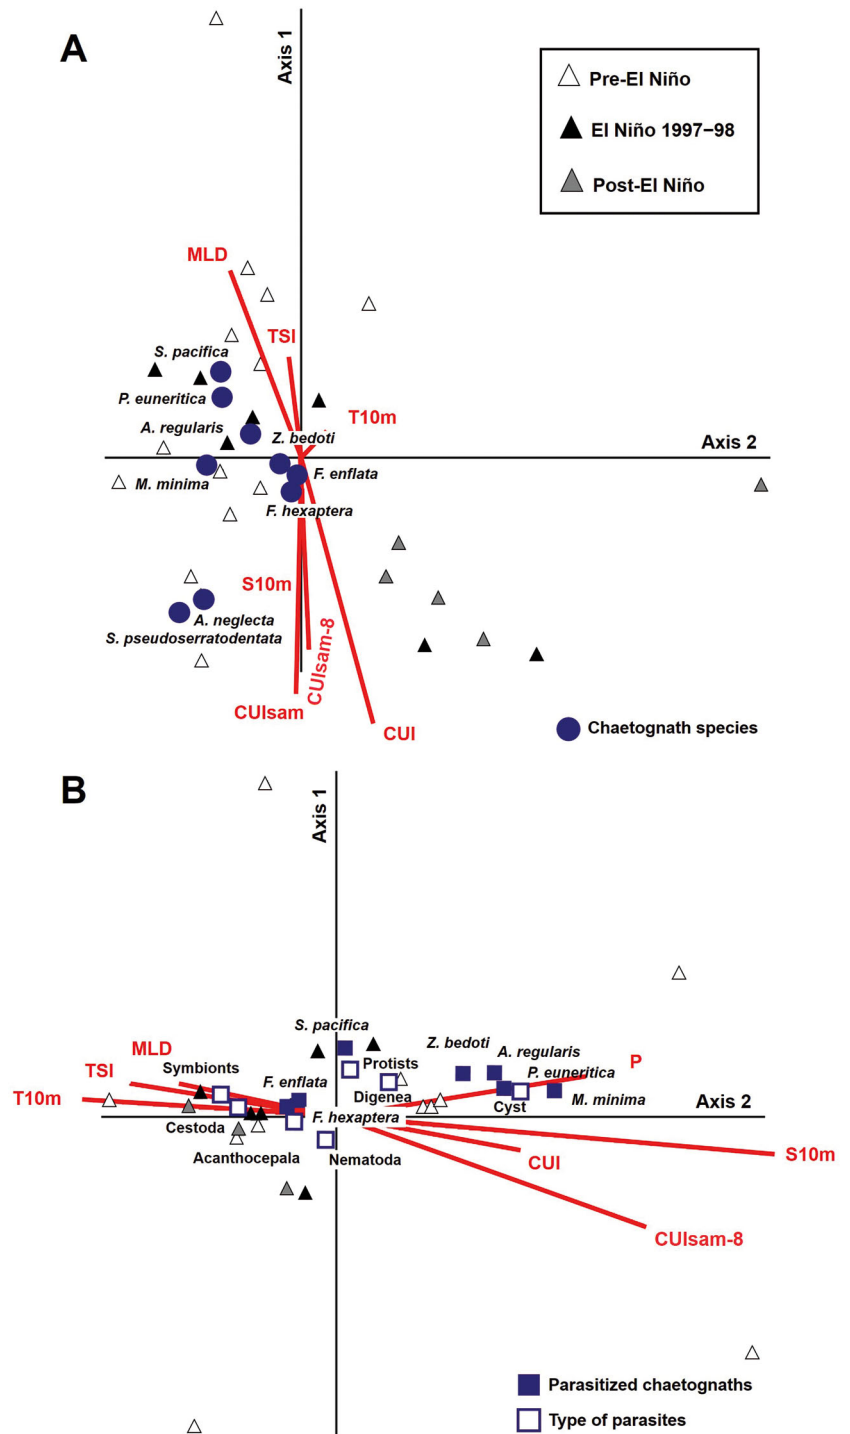 A
Axis 1
Pre-El Niño
El Niño 1997–98
Post-El Niño
MLD
TSI
S. pacifica
P. euneritica
T10m
A. regularis
Z. bedoti
Axis 2
M. minima
F. enflata
F. hexaptera
S10m
A. neglecta
S. pseudoserratodentata
CUIsam-8
CUIsam
CUI
Chaetognath species
B
Axis 1
S. pacifica
Z. bedoti
MLD
A. regularis
Symbionts
Protists
P
TSI
P. euneritica
F. enflata
Digenea
T10m
M. minima
Axis 2
Cyst
F. hexaptera
Cestoda
Acanthocepala
Nematoda
CUI
S10m
CUIsam-8
Parasitized chaetognaths
Type of parasites